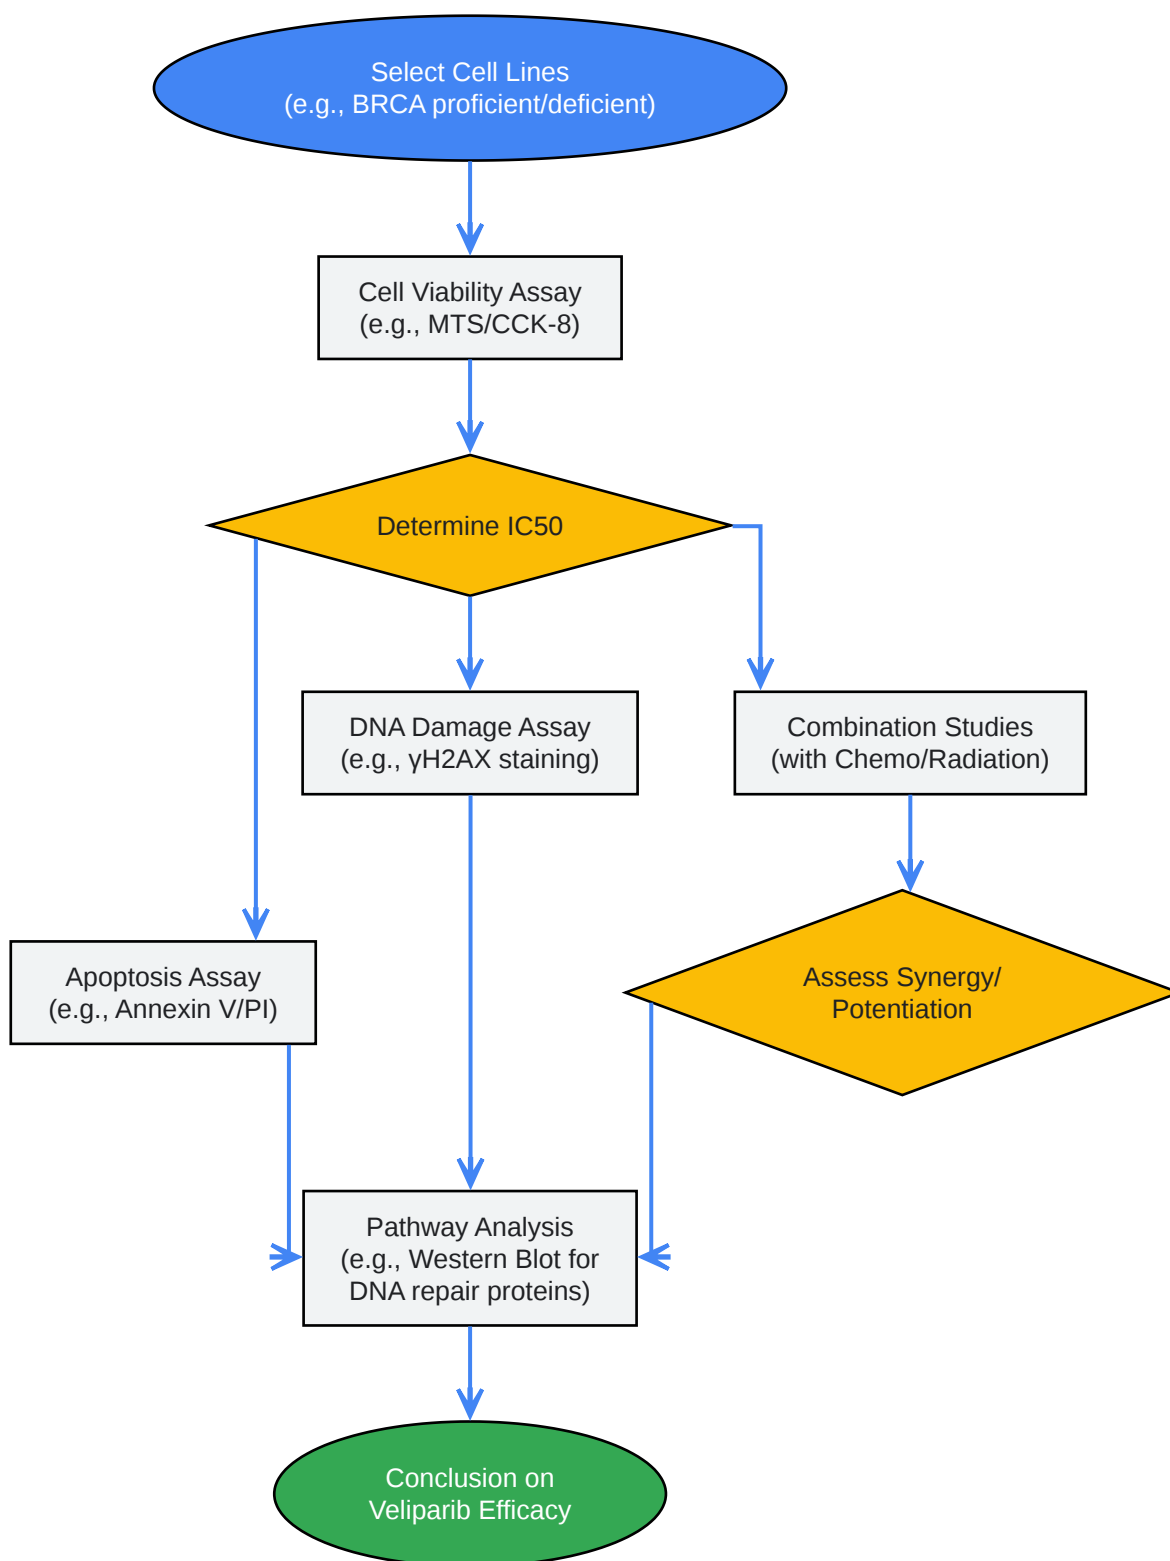 Select Cell Lines
(e.g., BRCA proficient/deficient)
Cell Viability Assay
(e.g., MTS/CCK-8)
Determine IC50
DNA Damage Assay
(e.g., γH2AX staining)
Combination Studies
(with Chemo/Radiation)
Apoptosis Assay
(e.g., Annexin V/PI)
Assess Synergy/
Potentiation
Pathway Analysis
(e.g., Western Blot for
DNA repair proteins)
Conclusion on
Veliparib Efficacy